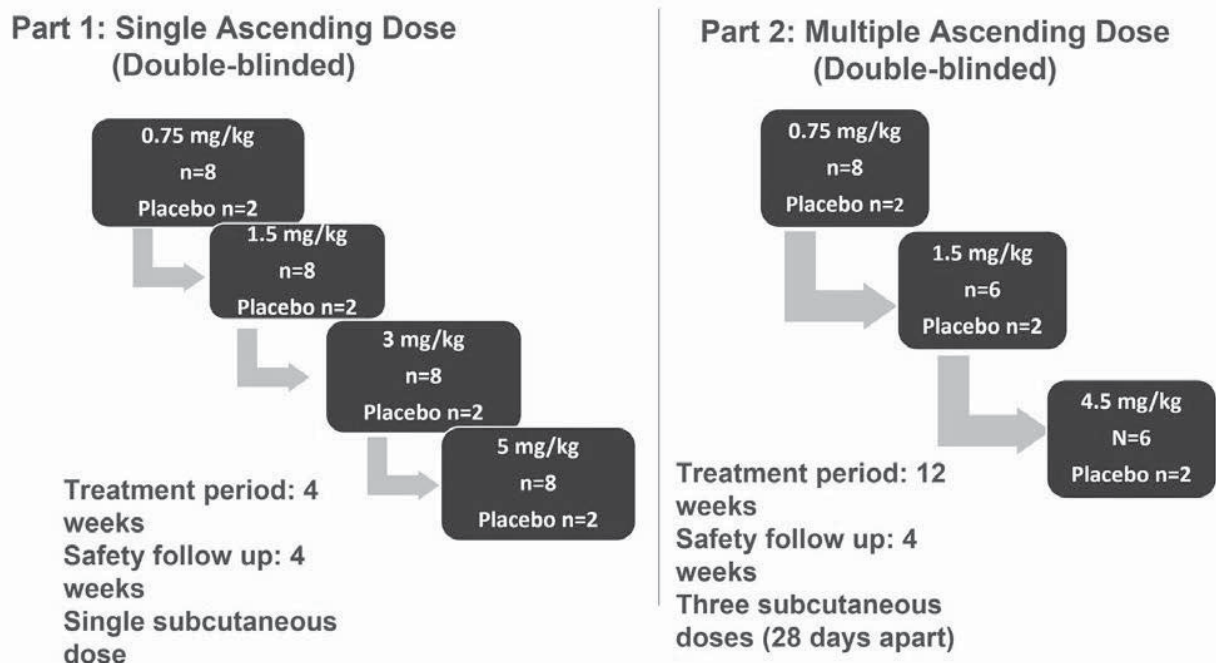 Part 1: Single Ascending Dose
(Double-blinded)
0.75 mg/kg
n=8
Placebo n=2
1.5 mg/kg
n=8
Placebo n=2
3 mg/kg
n=8
Placebo n=2
5 mg/kg
n=8
Placebo n=2
Treatment period: 4
weeks
Safety follow up: 4
weeks
Single subcutaneous
dose
Part 2: Multiple Ascending Dose
(Double-blinded)
0.75 mg/kg
n=8
Placebo n=2
1.5 mg/kg
n=6
Placebo n=2
4.5 mg/kg
N=6
Placebo n=2
Treatment period: 12
weeks
Safety follow up: 4
weeks
Three subcutaneous
doses (28 days apart)